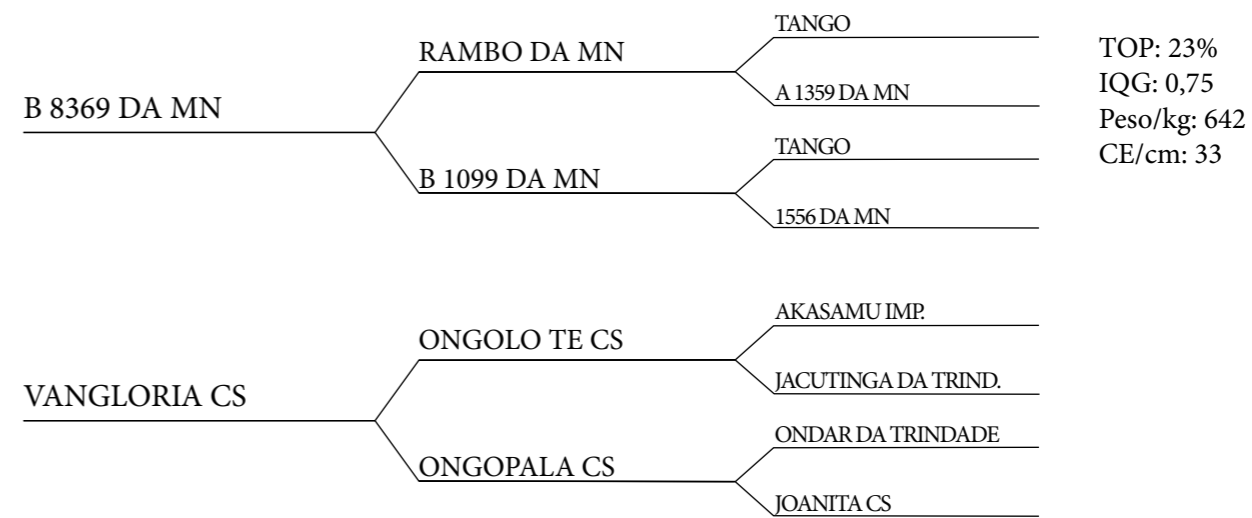 B 8369 DA MN
RAMBO DA MN
TANGO
A 1359 DA MN
B 1099 DA MN
TANGO
1556 DA MN
TOP: 23%
IQG: 0,75
Peso/kg: 642
CE/cm: 33
VANGLORIA CS
ONGOLO TE CS
AKASAMU IMP.
JACUTINGA DA TRIND.
ONGOPALA CS
ONDAR DA TRINDADE
JOANITA CS